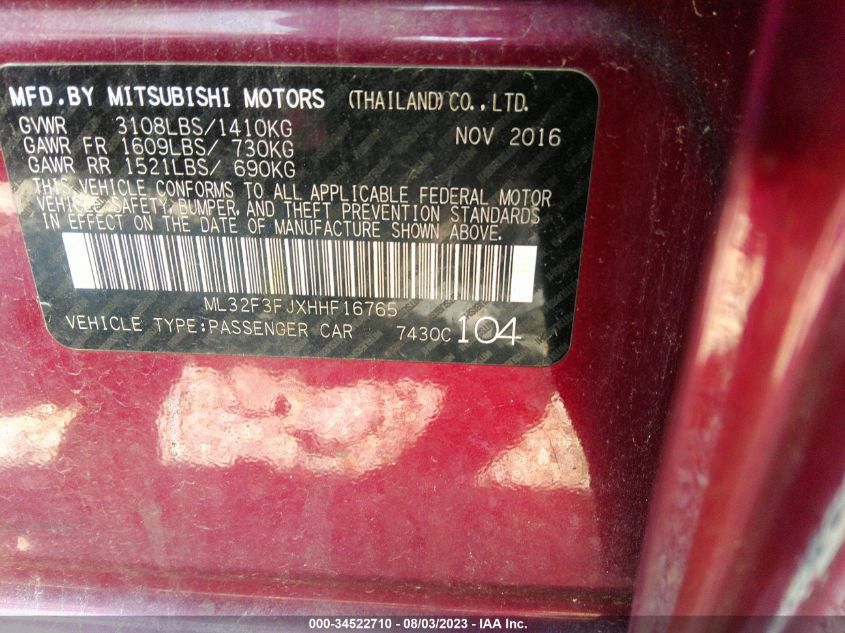 MFD.BY MITSUBISHI MOTORS (THAILAND)CO.,LTD.
GVWR 3108LBS/1410KG NOV 2016
GAWR FR 1609LBS/ 730KG
GAWR RR 1521LBS/ 690KG
THIS VEHICLE CONFORMS TO ALL APPLICABLE FEDERAL MOTOR
VEHICLE SAFETY, BUMPER, AND THEFT PREVENTION STANDARDS
IN EFFECT ON THE DATE OF MANUFACTURE SHOWN ABOVE.
ML32F3FJXHHF16765
VEHICLE TYPE:PASSENGER CAR 7430C 104
000-34522710 - 08/03/2023 - IAA Inc.